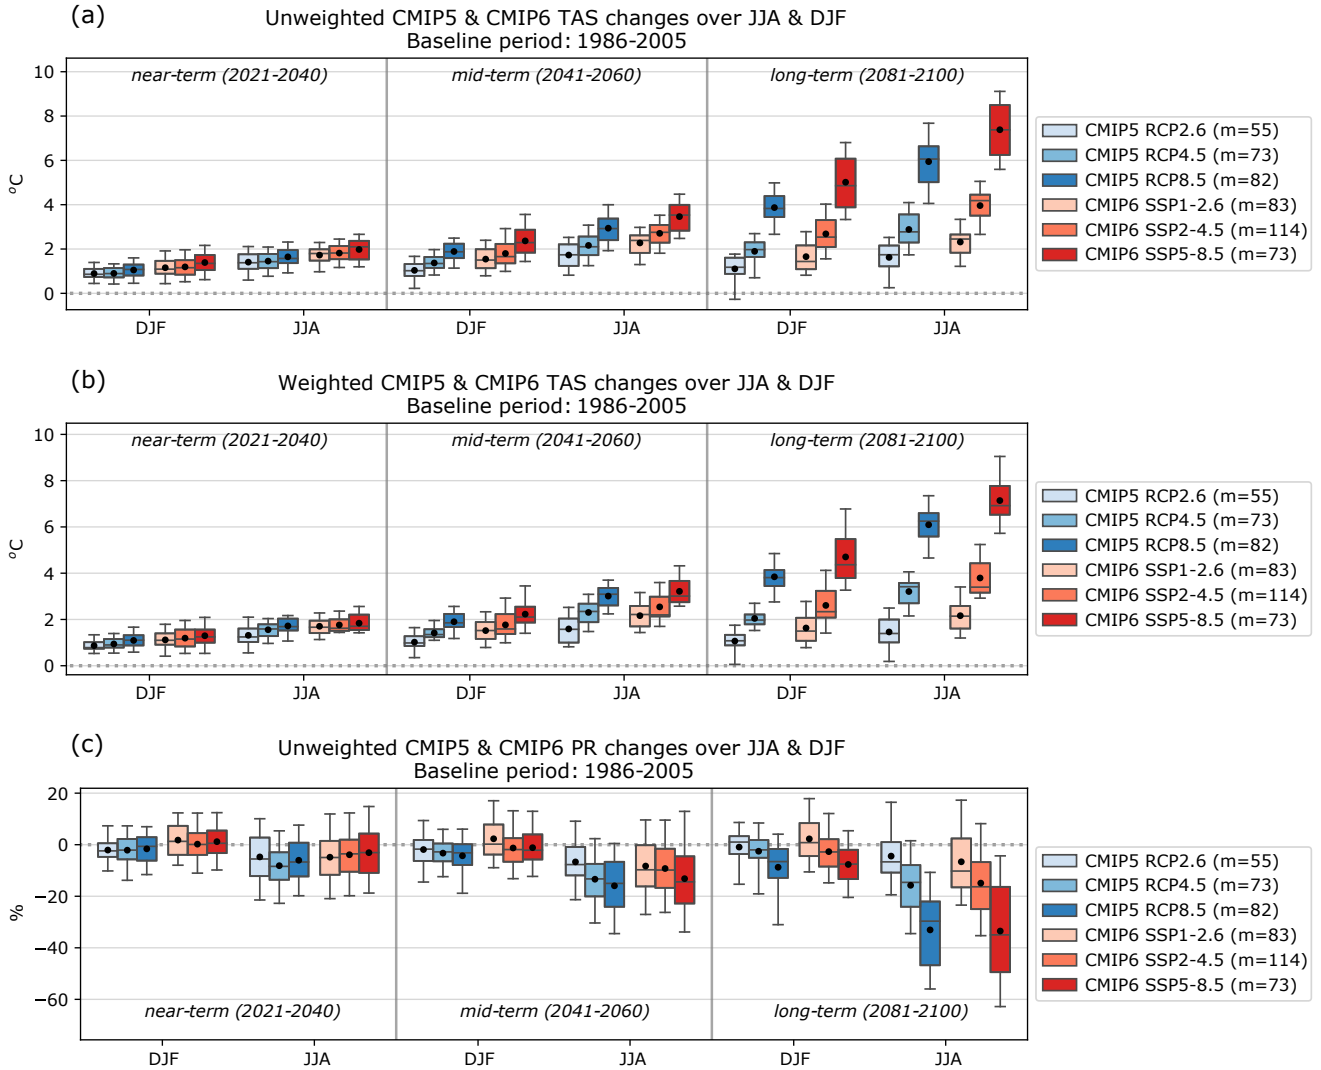 (a)
Unweighted CMIP5 & CMIP6 TAS changes over JJA & DJF
Baseline period: 1986-2005
near-term (2021-2040)
mid-term (2041-2060)
long-term (2081-2100)
10
8
6
4
2
0
°C
DJF
JJA
DJF
JJA
DJF
JJA
CMIP5 RCP2.6 (m=55)
CMIP5 RCP4.5 (m=73)
CMIP5 RCP8.5 (m=82)
CMIP6 SSP1-2.6 (m=83)
CMIP6 SSP2-4.5 (m=114)
CMIP6 SSP5-8.5 (m=73)
(b)
Weighted CMIP5 & CMIP6 TAS changes over JJA & DJF
Baseline period: 1986-2005
near-term (2021-2040)
mid-term (2041-2060)
long-term (2081-2100)
10
8
6
4
2
0
°C
DJF
JJA
DJF
JJA
DJF
JJA
CMIP5 RCP2.6 (m=55)
CMIP5 RCP4.5 (m=73)
CMIP5 RCP8.5 (m=82)
CMIP6 SSP1-2.6 (m=83)
CMIP6 SSP2-4.5 (m=114)
CMIP6 SSP5-8.5 (m=73)
(c)
Unweighted CMIP5 & CMIP6 PR changes over JJA & DJF
Baseline period: 1986-2005
20
0
−20
−40
−60
%
near-term (2021-2040)
mid-term (2041-2060)
long-term (2081-2100)
DJF
JJA
DJF
JJA
DJF
JJA
CMIP5 RCP2.6 (m=55)
CMIP5 RCP4.5 (m=73)
CMIP5 RCP8.5 (m=82)
CMIP6 SSP1-2.6 (m=83)
CMIP6 SSP2-4.5 (m=114)
CMIP6 SSP5-8.5 (m=73)